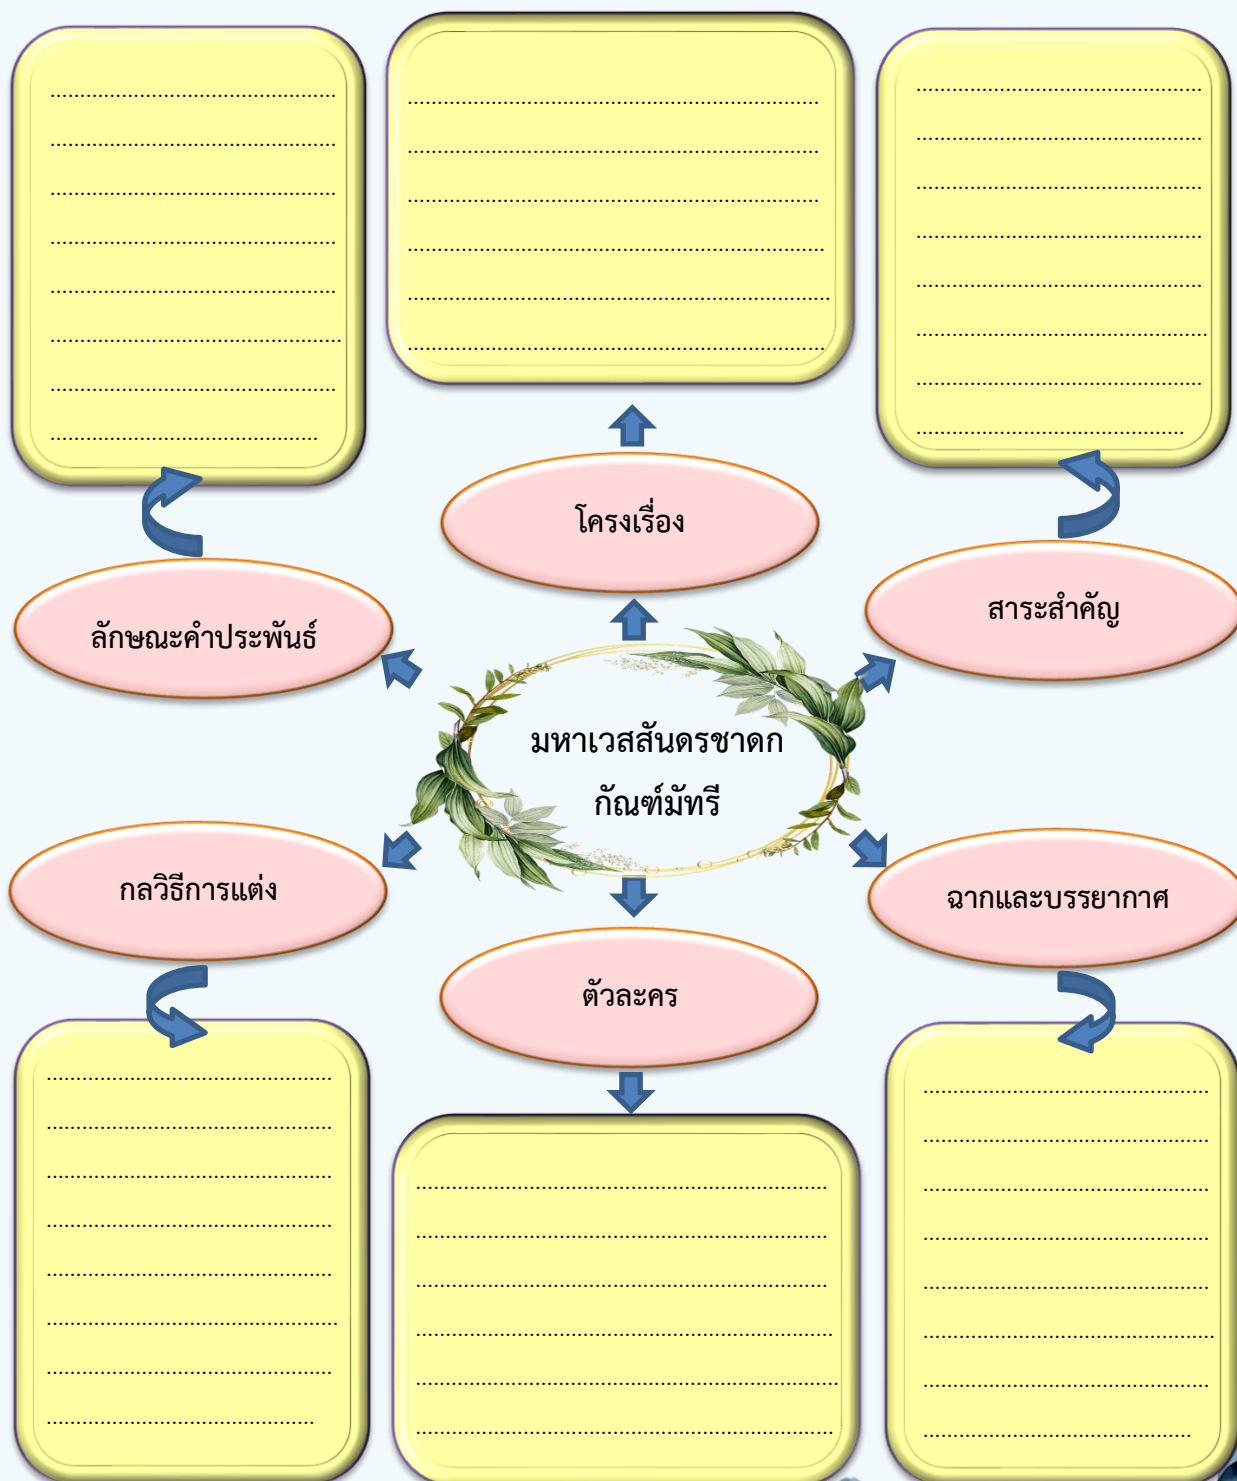 โครงเรื่อง
ลักษณะคำประพันธ์
สาระสำคัญ
มหาเวสสันดรชาดก
กัณฑ์มัทรี
กลวิธีการแต่ง
ฉากและบรรยากาศ
ตัวละคร